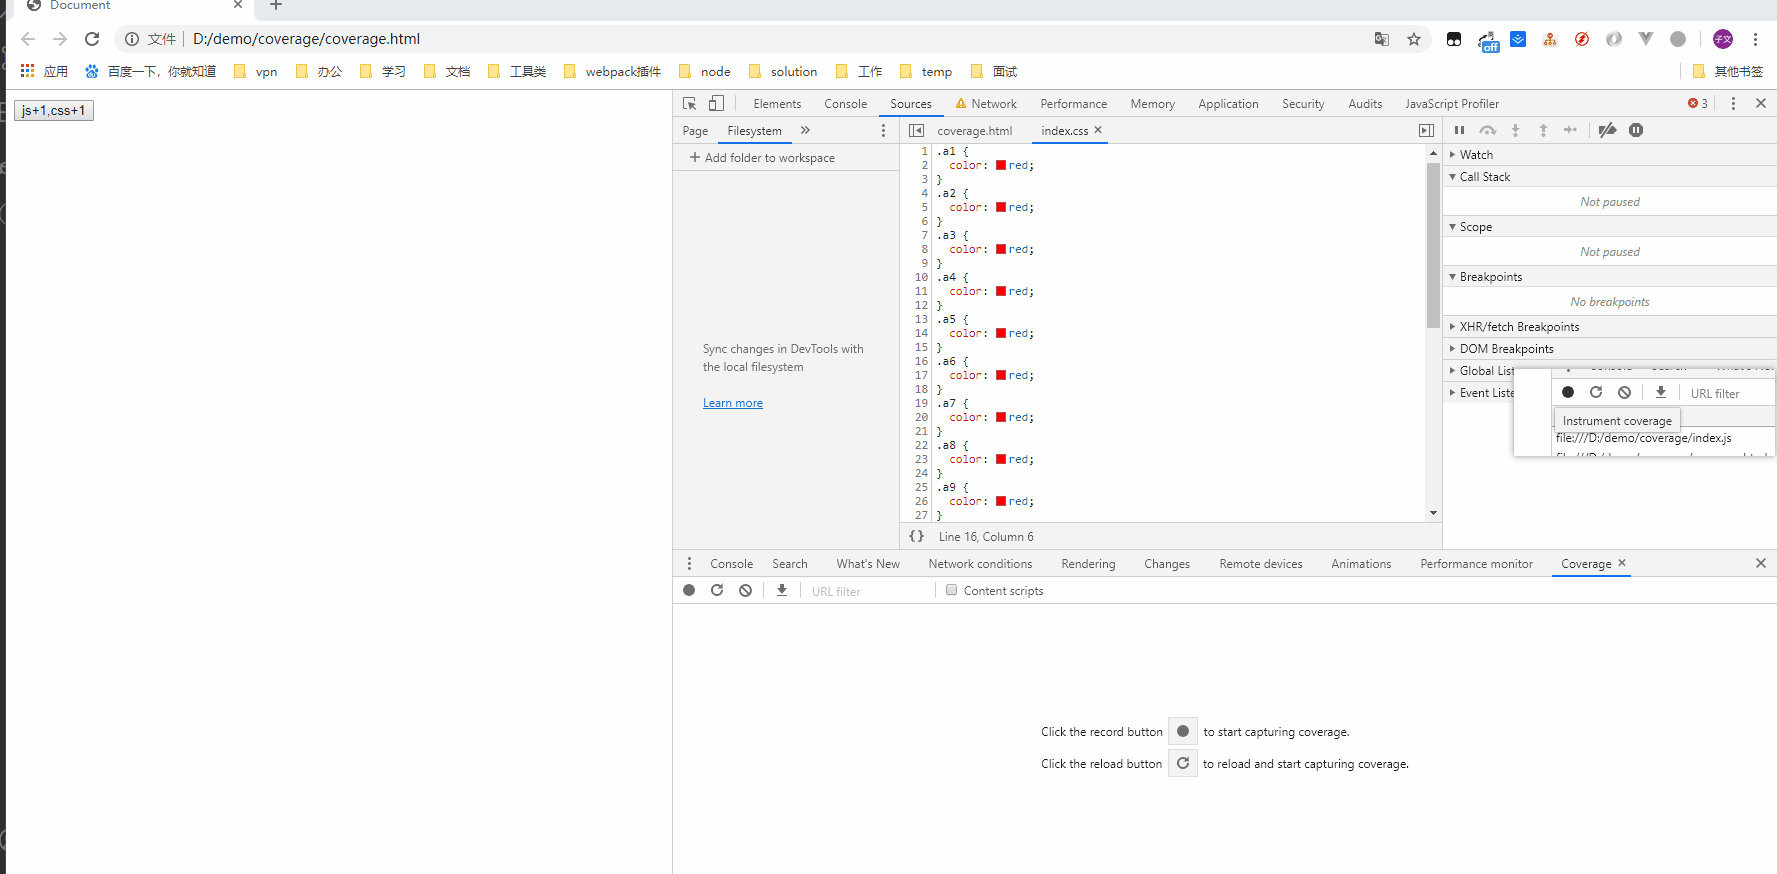 Document
文件 D:/demo/coverage/coverage.html
off
子文
应用 百度一下，你就知道 vpn 办公 学习 文档 工具类 webpack插件 node solution 工作 temp 面试 其他书签
js+1,css+1
Elements Console Sources Network Performance Memory Application Security Audits JavaScript Profiler 3
Page Filesystem
coverage.html index.css
Add folder to workspace
Sync changes in DevTools with
the local filesystem
Learn more
1 .a1 {
2 color: red;
3 }
4 .a2 {
5 color: red;
6 }
7 .a3 {
8 color: red;
9 }
10 .a4 {
11 color: red;
12 }
13 .a5 {
14 color: red;
15 }
16 .a6 {
17 color: red;
18 }
19 .a7 {
20 color: red;
21 }
22 .a8 {
23 color: red;
24 }
25 .a9 {
26 color: red;
27 }
{} Line 16, Column 6
Watch
Call Stack
Not paused
Scope
Not paused
Breakpoints
No breakpoints
XHR/fetch Breakpoints
DOM Breakpoints
Global List
Event Liste
URL filter
Instrument coverage
file:///D:/demo/coverage/index.js
Console Search What's New Network conditions Rendering Changes Remote devices Animations Performance monitor Coverage
URL filter Content scripts
Click the record button to start capturing coverage.
Click the reload button to reload and start capturing coverage.